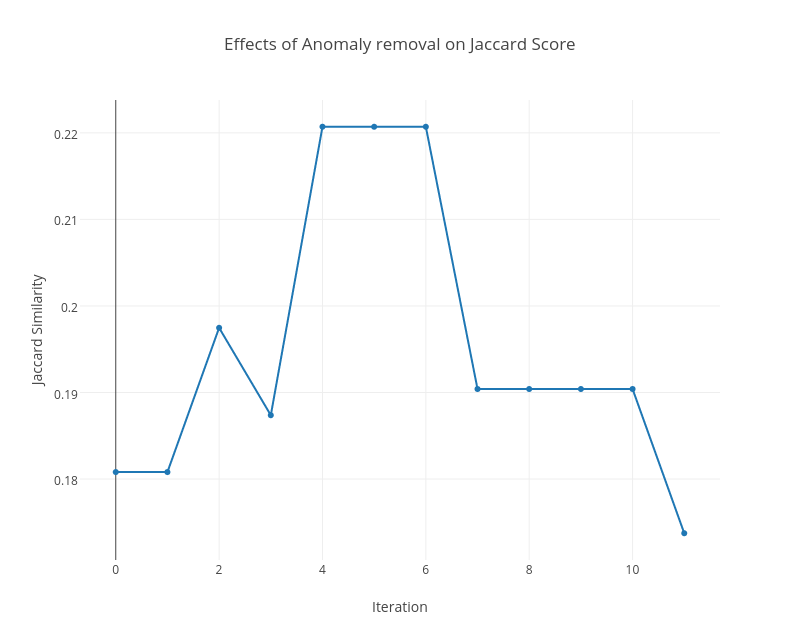 Effects of Anomaly removal on Jaccard Score
0.22
0.21
0.2
0.19
0.18
Jaccard Similarity
0 2 4 6 8 10
Iteration